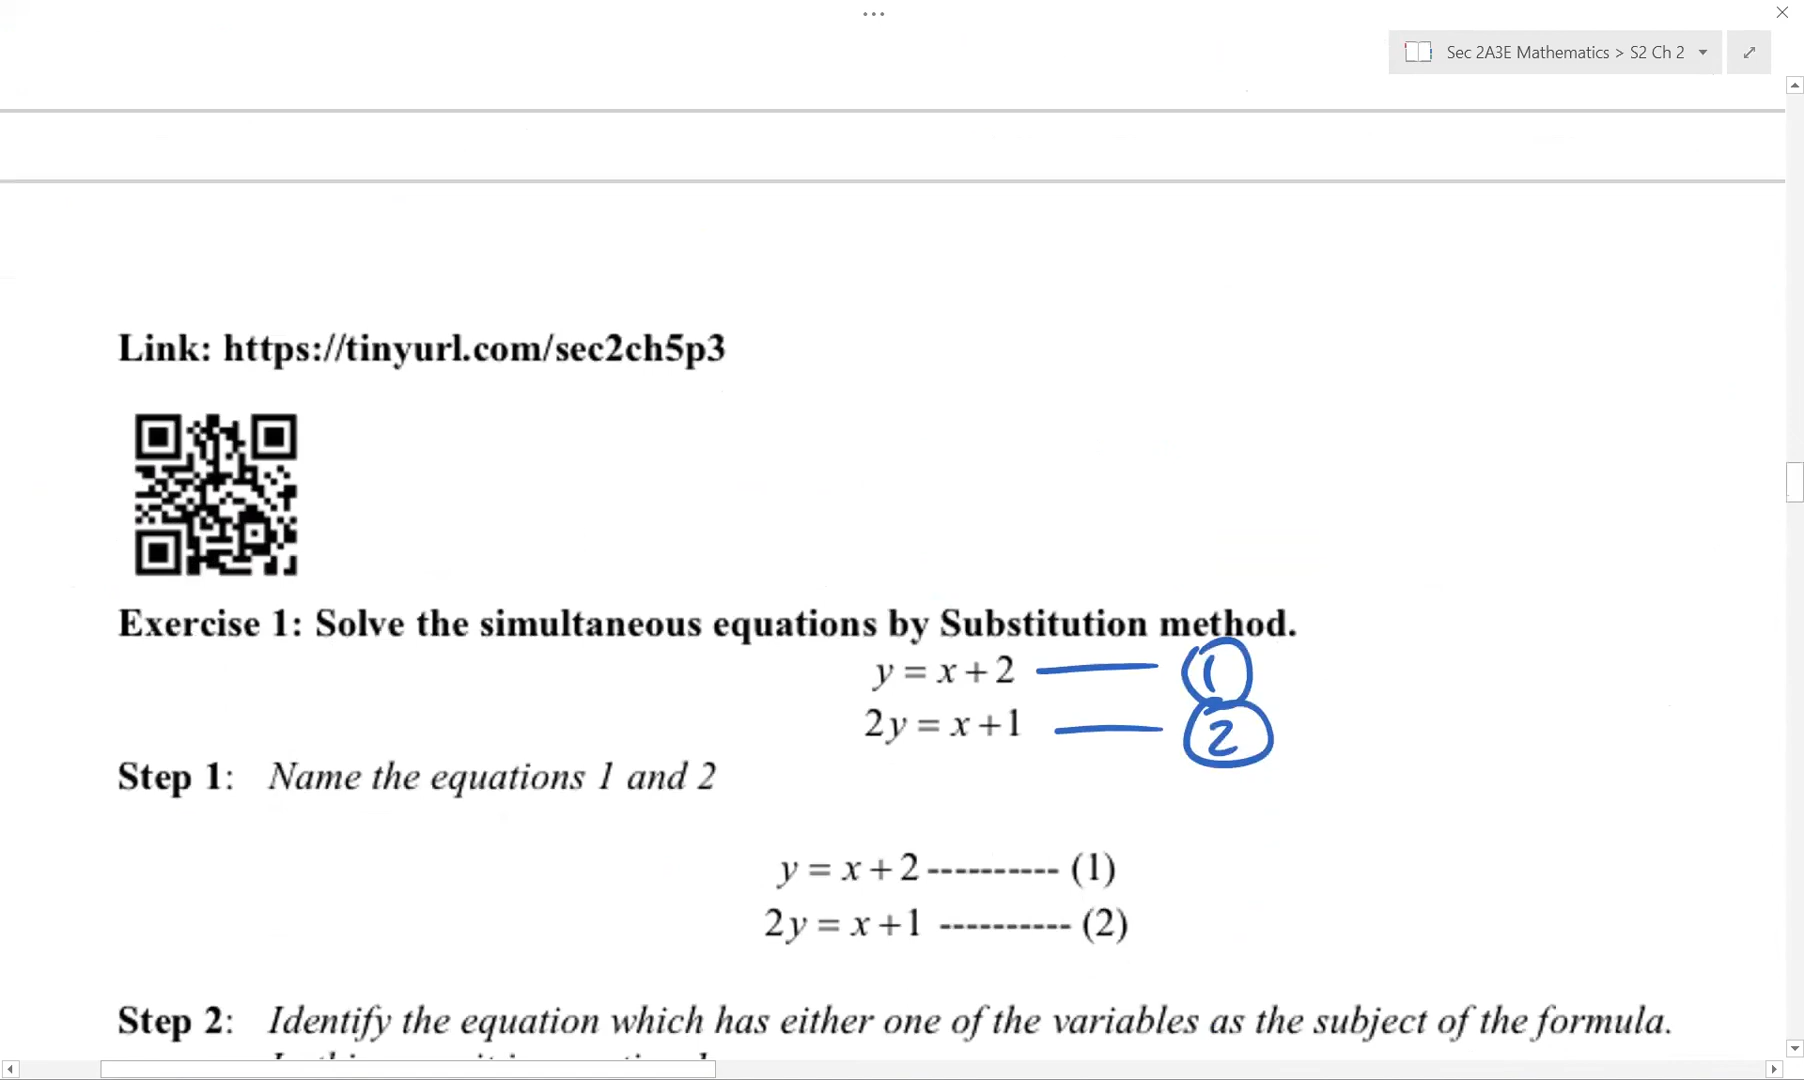 ...
Sec 2A3E Mathematics > S2 Ch 2
Link: https://tinyurl.com/sec2ch5p3
Exercise 1: Solve the simultaneous equations by Substitution method.
y = x + 2 —— 1
2y = x + 1 —— 2
Step 1: Name the equations 1 and 2
y = x + 2 ---------- (1)
2y = x + 1 ---------- (2)
Step 2: Identify the equation which has either one of the variables as the subject of the formula.